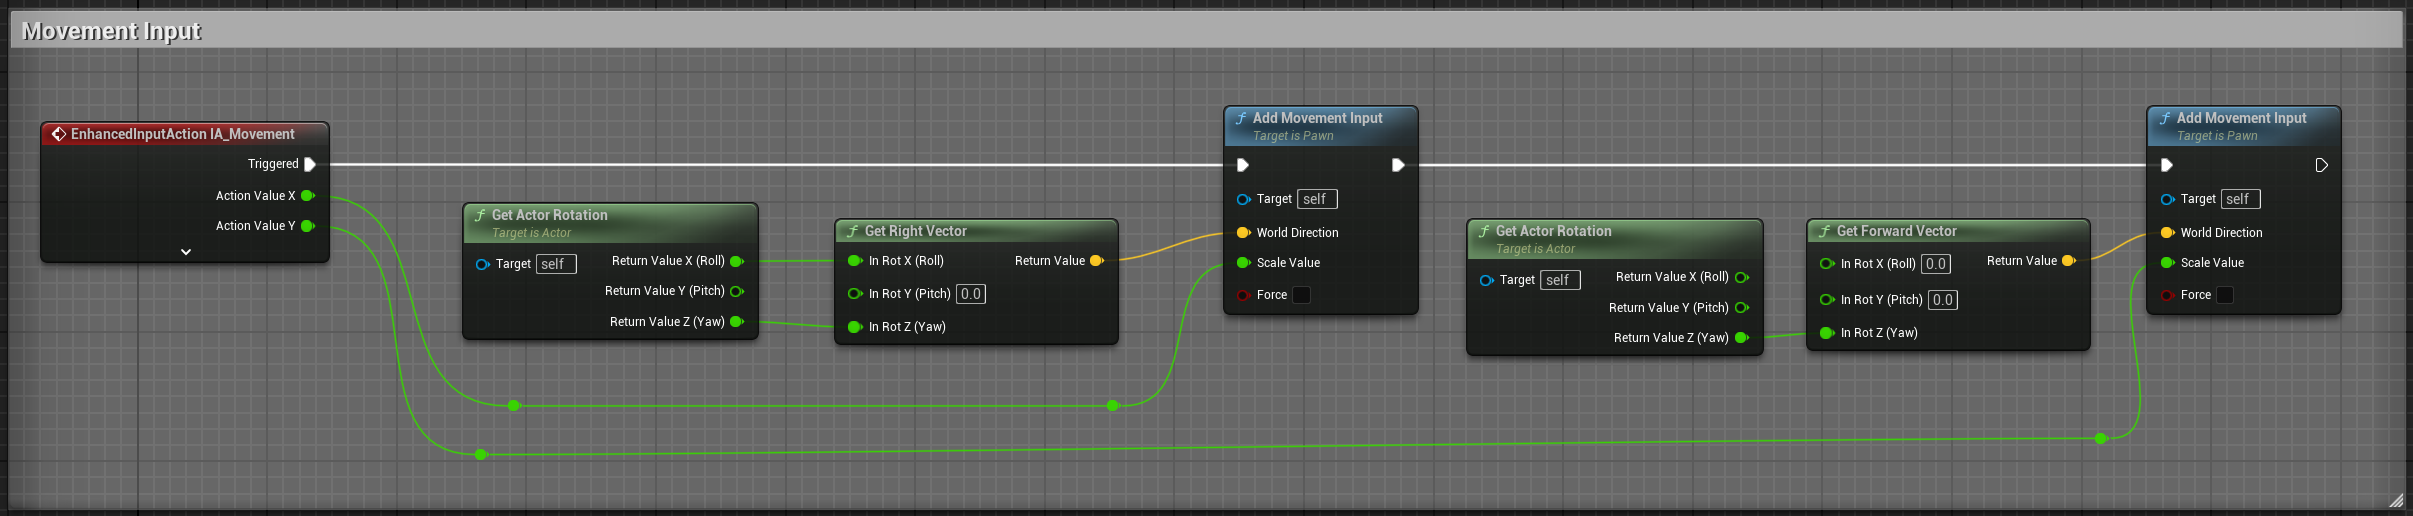 Movement Input
EnhancedInputAction IA_Movement
Triggered
Action Value X
Action Value Y
Get Actor Rotation
Target is Actor
Target self
Return Value X (Roll)
Return Value Y (Pitch)
Return Value Z (Yaw)
Get Right Vector
In Rot X (Roll)
Return Value
In Rot Y (Pitch) 0.0
In Rot Z (Yaw)
Add Movement Input
Target is Pawn
Target self
World Direction
Scale Value
Force
Get Actor Rotation
Target is Actor
Target self
Return Value X (Roll)
Return Value Y (Pitch)
Return Value Z (Yaw)
Get Forward Vector
In Rot X (Roll) 0.0
Return Value
In Rot Y (Pitch) 0.0
In Rot Z (Yaw)
Add Movement Input
Target is Pawn
Target self
World Direction
Scale Value
Force